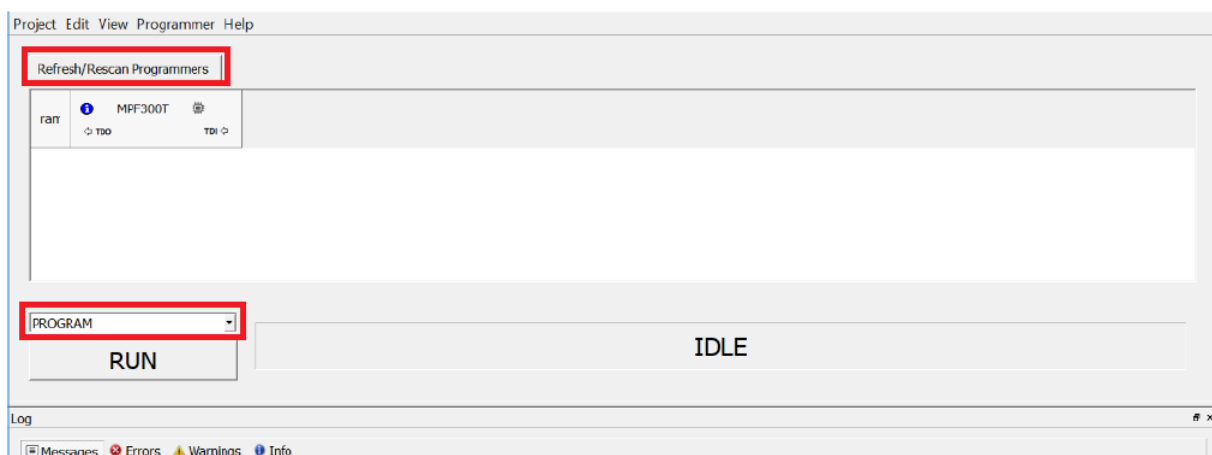 Project Edit View Programmer Help
Refresh/Rescan Programmers
ram
MPF300T
TDO TDI
PROGRAM
RUN
IDLE
Log
Messages Errors Warnings Info